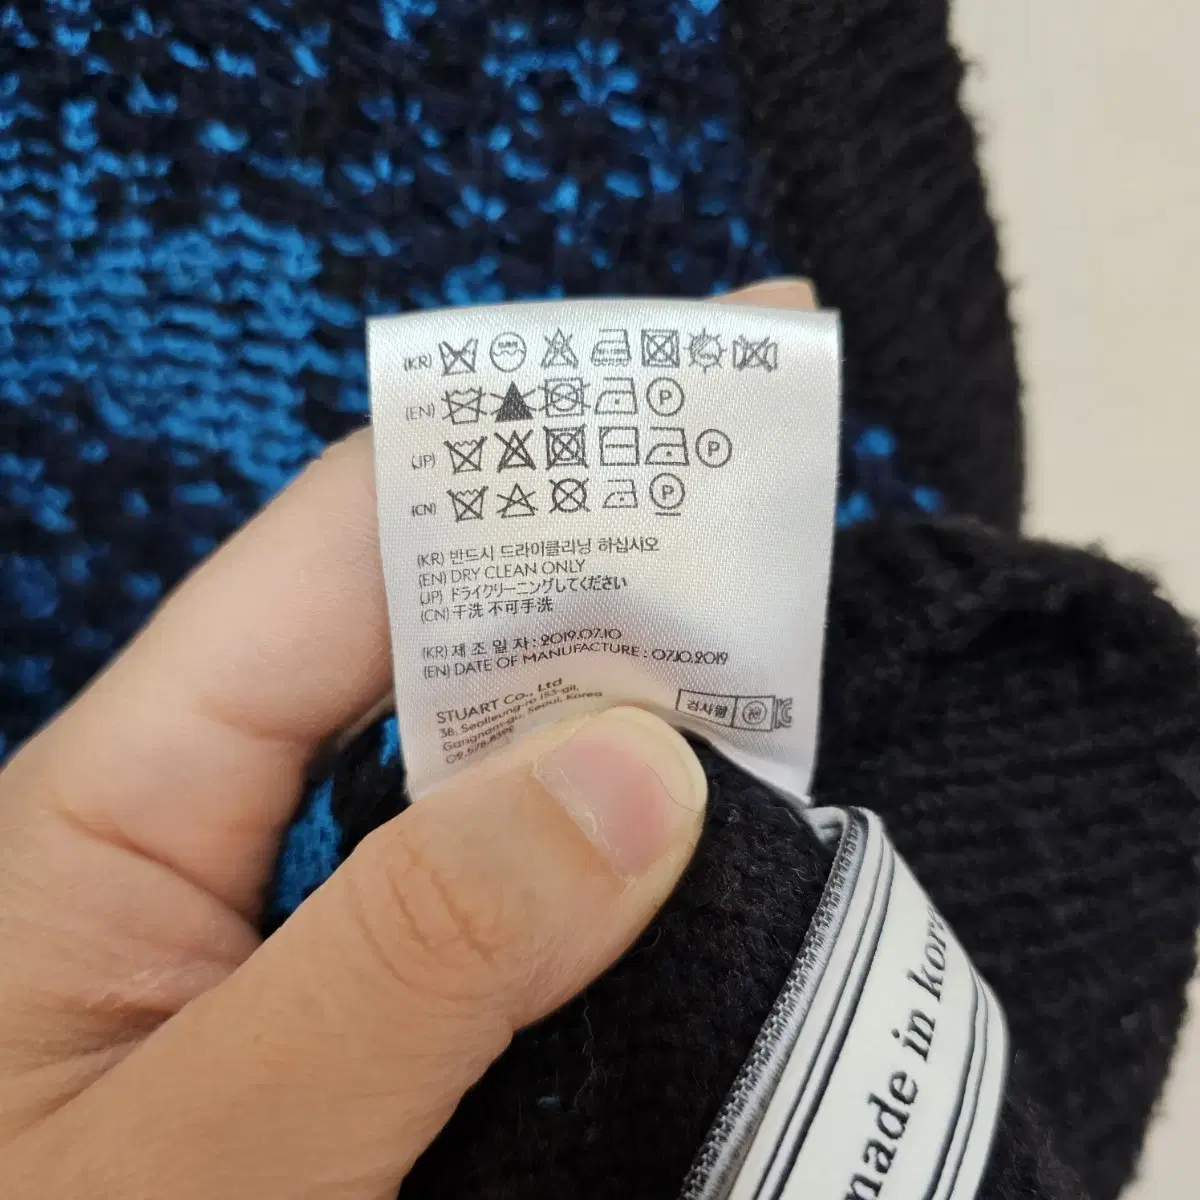 (KR)
(EN) P
(JP) P
(CN) P
(KR) 반드시 드라이클리닝 하십시오
(EN) DRY CLEAN ONLY
(JP) ドライクリーニングしてください
(CN) 干洗 不可手洗
(KR) 제 조 일 자 : 2019.07.10
(EN) DATE OF MANUFACTURE : 07.10.2019
STUART Co., Ltd
38, Seolleung-ro 153-gil,
Gangnam-gu, Seoul, Korea
검사필
made in kor